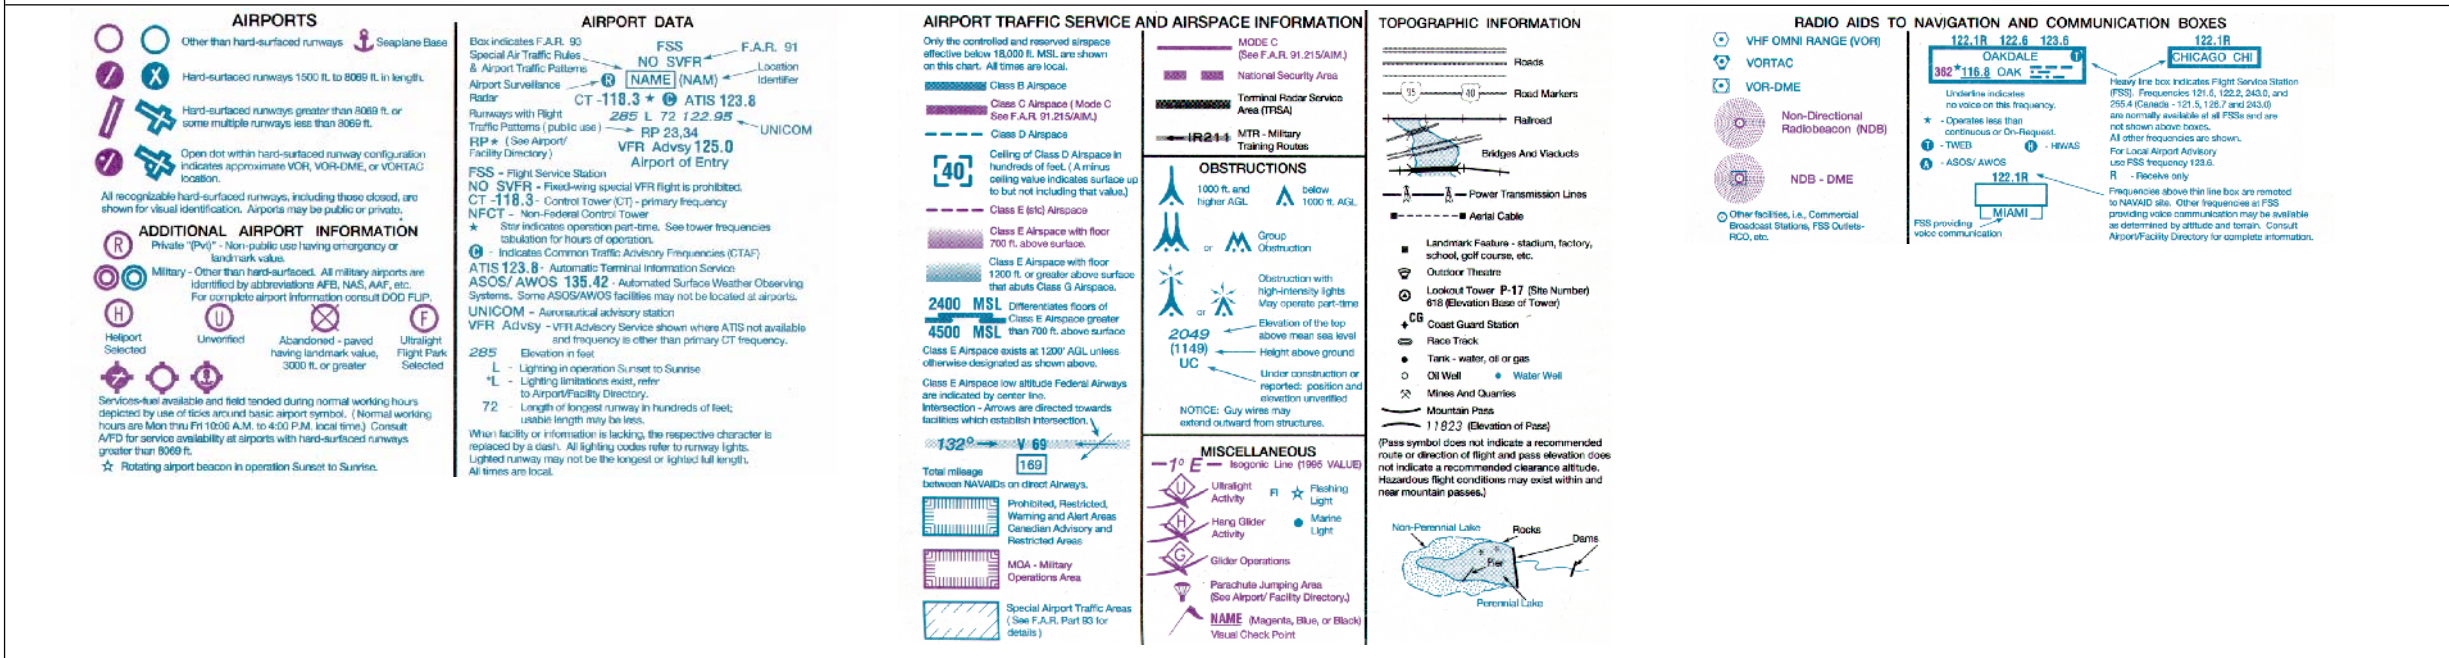 AIRPORTS
Other than hard-surfaced runways
Seaplane Base
Hard-surfaced runways 1500 ft. to 8069 ft. in length.
Hard-surfaced runways greater than 8069 ft. or
some multiple runways less than 8069 ft.
Open dot within hard-surfaced runway configuration
indicates approximate VOR, VOR-DME, or VORTAC
location.
All recognizable hard-surfaced runways, including those closed, are
shown for visual identification. Airports may be public or private.
ADDITIONAL AIRPORT INFORMATION
R
Private "(Pvt)" - Non-public use having emergency or
landmark value.
Military - Other than hard-surfaced. All military airports are
identified by abbreviations AFB, NAS, AAF, etc.
For complete airport information consult DOD FLIP.
H
U
F
Heliport
Selected
Unverified
Abandoned - paved
having landmark value,
3000 ft. or greater
Ultralight
Flight Park
Selected
Services-fuel available and field tended during normal working hours
depicted by use of ticks around basic airport symbol. (Normal working
hours are Mon thru Fri 10:00 A.M. to 4:00 P.M. local time.) Consult
A/FD for service availability at airports with hard-surfaced runways
greater than 8069 ft.
☆ Rotating airport beacon in operation Sunset to Sunrise.
AIRPORT DATA
Box indicates F.A.R. 93
Special Air Traffic Rules
& Airport Traffic Patterns
Airport Surveillance
Radar
Runways with Right
Traffic Patterns (public use)
RP★ (See Airport/
Facility Directory)
FSS
NO SVFR
R NAME (NAM)
CT - 118.3 ★ C ATIS 123.8
285 L 72 122.95
RP 23,34
VFR Advsy 125.0
Airport of Entry
F.A.R. 91
Location
Identifier
UNICOM
FSS - Flight Service Station
NO SVFR - Fixed-wing special VFR flight is prohibited.
CT - 118.3 - Control Tower (CT) - primary frequency
NFCT - Non-Federal Control Tower
★ Star indicates operation part-time. See tower frequencies
tabulation for hours of operation.
C - Indicates Common Traffic Advisory Frequencies (CTAF)
ATIS 123.8 - Automatic Terminal Information Service
ASOS/ AWOS 135.42 - Automated Surface Weather Observing
Systems. Some ASOS/AWOS facilities may not be located at airports.
UNICOM - Aeronautical advisory station
VFR Advsy - VFR Advisory Service shown where ATIS not available
and frequency is other than primary CT frequency.
285 Elevation in feet
L - Lighting in operation Sunset to Sunrise
*L - Lighting limitations exist, refer
to Airport/Facility Directory.
72 - Length of longest runway in hundreds of feet;
usable length may be less.
When facility or information is lacking, the respective character is
replaced by a dash. All lighting codes refer to runway lights.
Lighted runway may not be the longest or lighted full length.
All times are local.
AIRPORT TRAFFIC SERVICE AND AIRSPACE INFORMATION
Only the controlled and reserved airspace
effective below 18,000 ft. MSL are shown
on this chart. All times are local.
Class B Airspace
Class C Airspace (Mode C
See F.A.R. 91.215/AIM.)
Class D Airspace
40
Ceiling of Class D Airspace in
hundreds of feet. (A minus
ceiling value indicates surface up
to but not including that value.)
Class E (sfc) Airspace
Class E Airspace with floor
700 ft. above surface.
Class E Airspace with floor
1200 ft. or greater above surface
that abuts Class G Airspace.
2400 MSL
4500 MSL
Differentiates floors of
Class E Airspace greater
than 700 ft. above surface
Class E Airspace exists at 1200' AGL unless
otherwise designated as shown above.
Class E Airspace low altitude Federal Airways
are indicated by center line.
Intersection - Arrows are directed towards
facilities which establish intersection.
132° V 69
169
Total mileage
between NAVAIDs on direct Airways.
Prohibited, Restricted,
Warning and Alert Areas
Canadian Advisory and
Restricted Areas
MOA - Military
Operations Area
Special Airport Traffic Areas
(See F.A.R. Part 93 for
details)
MODE C
(See F.A.R. 91.215/AIM.)
National Security Area
Terminal Radar Service
Area (TRSA)
IR211
MTR - Military
Training Routes
OBSTRUCTIONS
1000 ft. and
higher AGL
below
1000 ft. AGL
or
Group
Obstruction
or
Obstruction with
high-intensity lights
May operate part-time
2049
(1149)
UC
Elevation of the top
above mean sea level
Height above ground
Under construction or
reported: position and
elevation unverified
NOTICE: Guy wires may
extend outward from structures.
MISCELLANEOUS
1° E
Isogonic Line (1995 VALUE)
U
Ultralight
Activity
Fl
Flashing
Light
H
Hang Glider
Activity
Marine
Light
G
Glider Operations
Parachute Jumping Area
(See Airport/ Facility Directory.)
NAME (Magenta, Blue, or Black)
Visual Check Point
TOPOGRAPHIC INFORMATION
Roads
95
40
Road Markers
Railroad
Bridges And Viaducts
Power Transmission Lines
Aerial Cable
Landmark Feature - stadium, factory,
school, golf course, etc.
Outdoor Theatre
Lookout Tower P-17 (Site Number)
618 (Elevation Base of Tower)
CG
Coast Guard Station
Race Track
Tank - water, oil or gas
Oil Well
Water Well
Mines And Quarries
Mountain Pass
11823 (Elevation of Pass)
(Pass symbol does not indicate a recommended
route or direction of flight and pass elevation does
not indicate a recommended clearance altitude.
Hazardous flight conditions may exist within and
near mountain passes.)
Non-Perennial Lake
Rocks
Dams
Pier
Perennial Lake
RADIO AIDS TO NAVIGATION AND COMMUNICATION BOXES
VHF OMNI RANGE (VOR)
VORTAC
VOR-DME
Non-Directional
Radiobeacon (NDB)
NDB - DME
Other facilities, i.e., Commercial
Broadcast Stations, FSS Outlets-
RCO, etc.
122.1R 122.6 123.6
OAKDALE
T
362 *116.8 OAK
Underline indicates
no voice on this frequency.
★ - Operates less than
continuous or On-Request.
T - TWEB
H - HIWAS
A - ASOS/ AWOS
122.1R
MIAMI
FSS providing
voice communication
122.1R
CHICAGO CHI
Heavy line box indicates Flight Service Station
(FSS). Frequencies 121.5, 122.2, 243.0, and
255.4 (Canada - 121.5, 126.7 and 243.0)
are normally available at all FSSs and are
not shown above boxes.
All other frequencies are shown.
For Local Airport Advisory
use FSS frequency 123.6.
R - Receive only
Frequencies above thin line box are remoted
to NAVAID site. Other frequencies at FSS
providing voice communication may be available
as determined by altitude and terrain. Consult
Airport/Facility Directory for complete information.